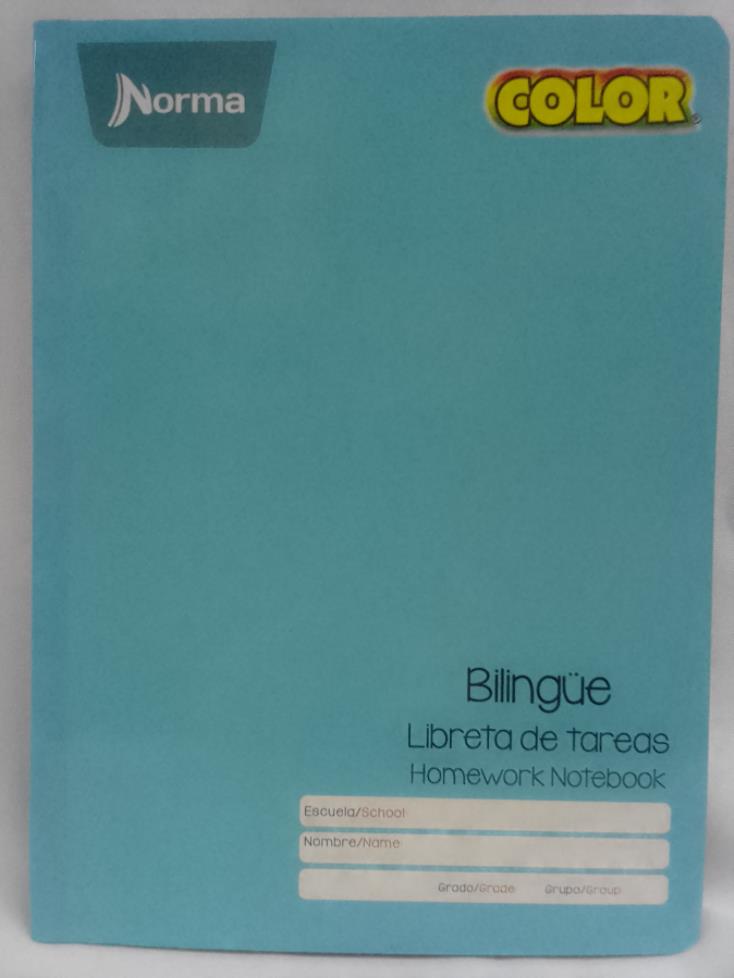 Norma
COLOR
Bilingüe
Libreta de tareas
Homework Notebook
Escuela/School
Nombre/Name
Grado/Grade Grupo/Group